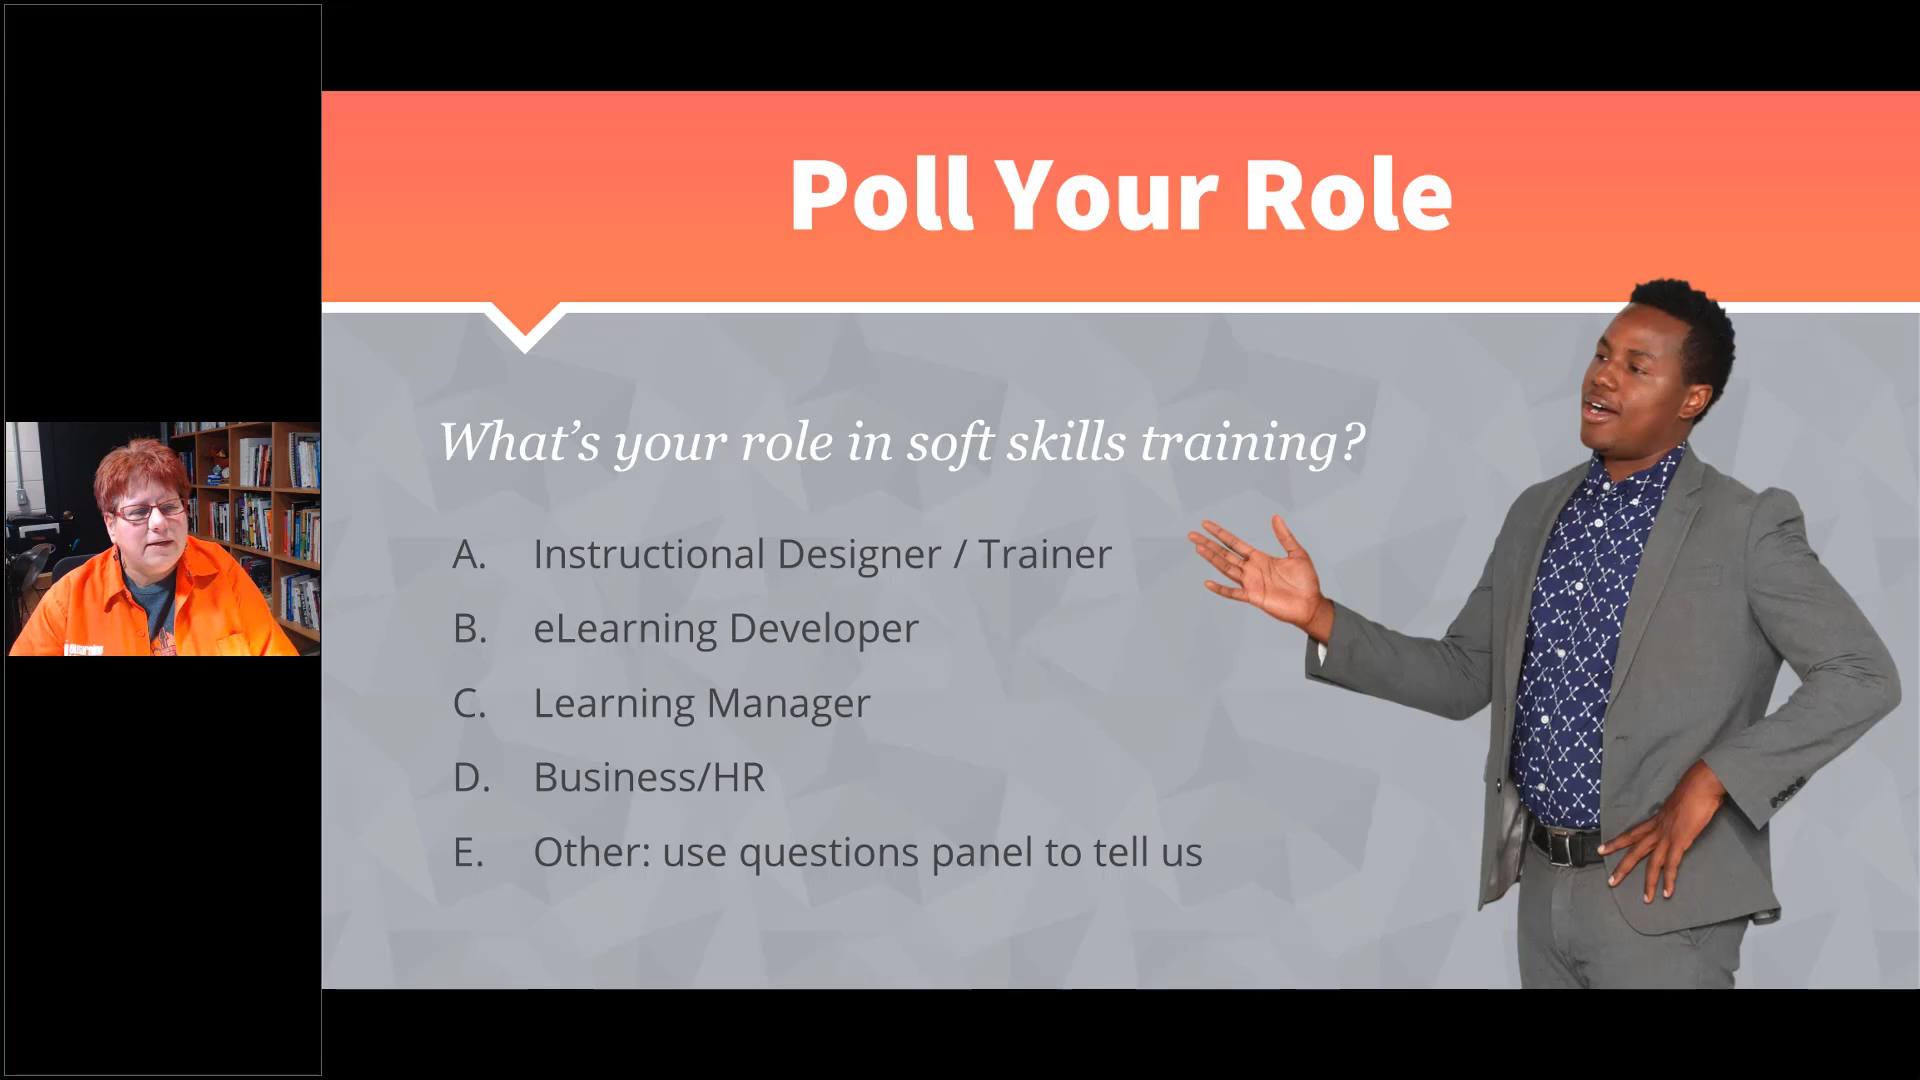 Poll Your Role
What's your role in soft skills training?
A. Instructional Designer / Trainer
B. eLearning Developer
C. Learning Manager
D. Business/HR
E. Other: use questions panel to tell us